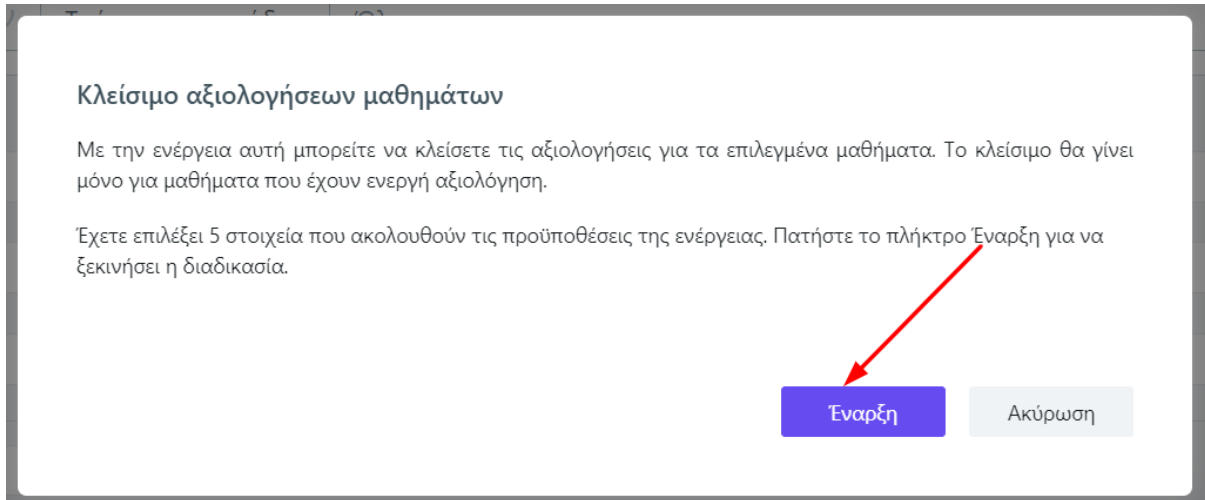 Κλείσιμο αξιολογήσεων μαθημάτων
Με την ενέργεια αυτή μπορείτε να κλείσετε τις αξιολογήσεις για τα επιλεγμένα μαθήματα. Το κλείσιμο θα γίνει
μόνο για μαθήματα που έχουν ενεργή αξιολόγηση.
Έχετε επιλέξει 5 στοιχεία που ακολουθούν τις προϋποθέσεις της ενέργειας. Πατήστε το πλήκτρο Έναρξη για να
ξεκινήσει η διαδικασία.
Έναρξη Ακύρωση